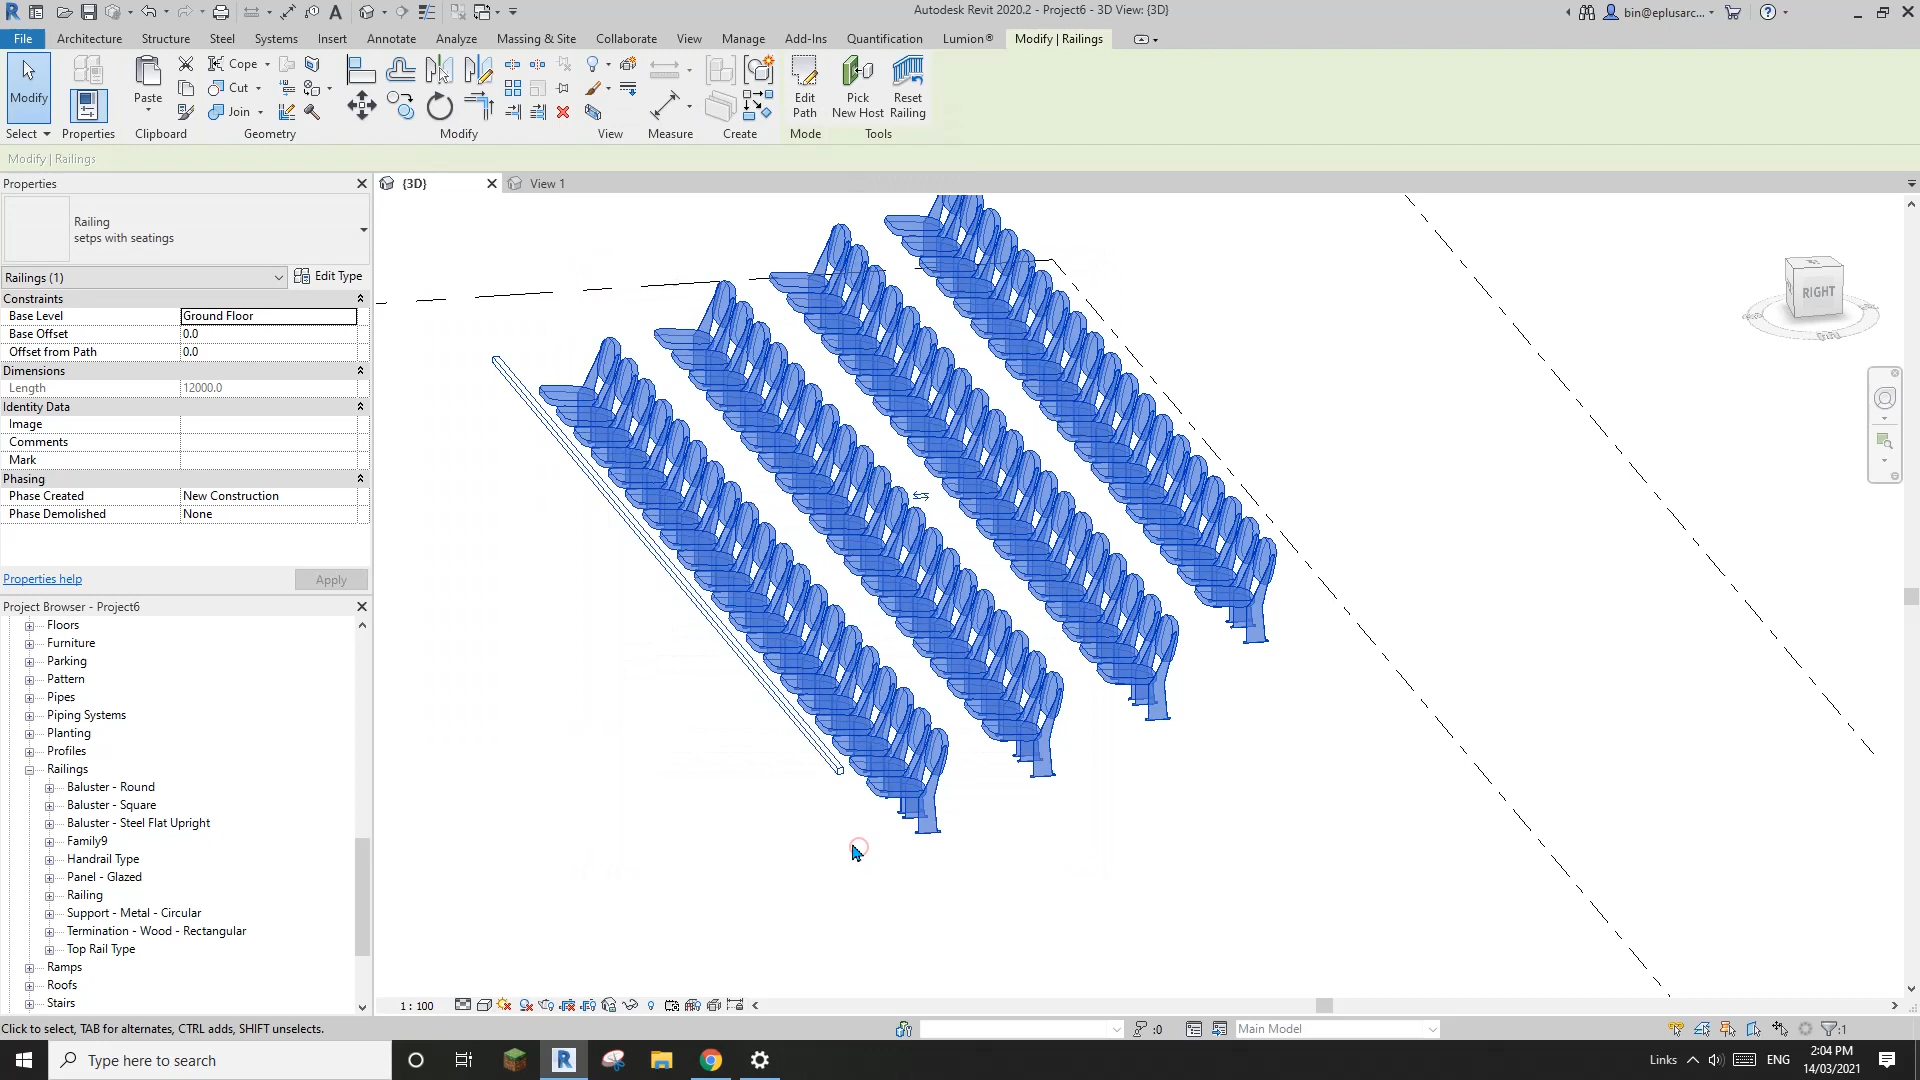 Autodesk Revit 2020.2 - Project6 - 3D View: {3D}
bin@eplusarc...
File Architecture Structure Steel Systems Insert Annotate Analyze Massing & Site Collaborate View Manage Add-Ins Quantification Lumion® Modify | Railings
Modify
Paste
Cope
Cut
Join
Edit Path
Pick New Host
Reset Railing
Select Properties Clipboard Geometry Modify View Measure Create Mode Tools
Modify | Railings
Properties
{3D}
View 1
Railing
setps with seatings
Railings (1)
Edit Type
Constraints
Base Level Ground Floor
Base Offset 0.0
Offset from Path 0.0
Dimensions
Length 12000.0
Identity Data
Image
Comments
Mark
Phasing
Phase Created New Construction
Phase Demolished None
Properties help
Apply
RIGHT
Project Browser - Project6
Floors
Furniture
Parking
Pattern
Pipes
Piping Systems
Planting
Profiles
Railings
Baluster - Round
Baluster - Square
Baluster - Steel Flat Upright
Family9
Handrail Type
Panel - Glazed
Railing
Support - Metal - Circular
Termination - Wood - Rectangular
Top Rail Type
Ramps
Roofs
Stairs
1 : 100
Click to select, TAB for alternates, CTRL adds, SHIFT unselects.
:0
Main Model
:1
Type here to search
Links
ENG
2:04 PM
14/03/2021